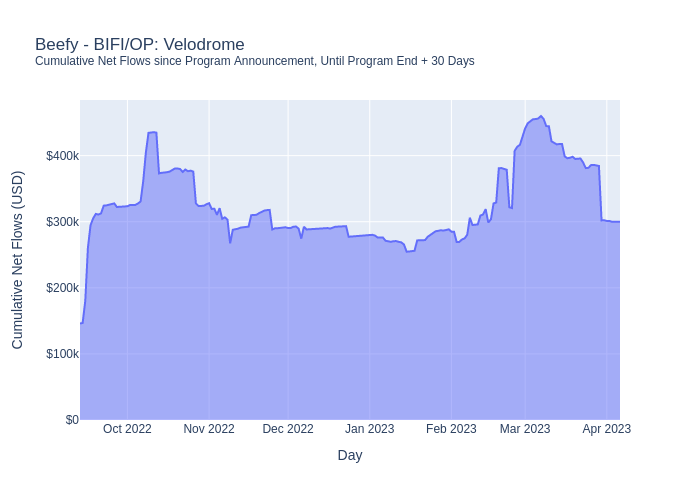 Beefy - BIFI/OP: Velodrome
Cumulative Net Flows since Program Announcement, Until Program End + 30 Days
Cumulative Net Flows (USD)
$400k
$300k
$200k
$100k
$0
Oct 2022 Nov 2022 Dec 2022 Jan 2023 Feb 2023 Mar 2023 Apr 2023
Day